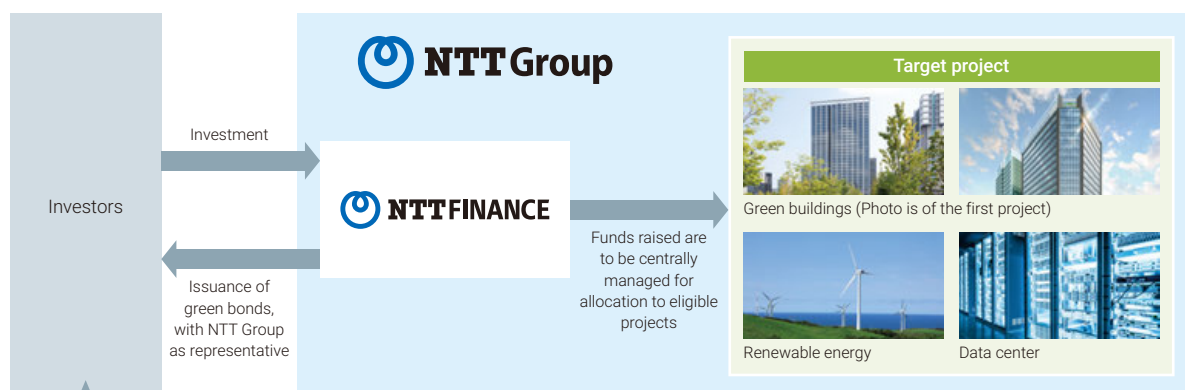 NTT Group
Target project
Investment
Investors
NTT FINANCE
Green buildings (Photo is of the first project)
Funds raised are
to be centrally
managed for
allocation to eligible
projects
Issuance of
green bonds,
with NTT Group
as representative
Renewable energy
Data center